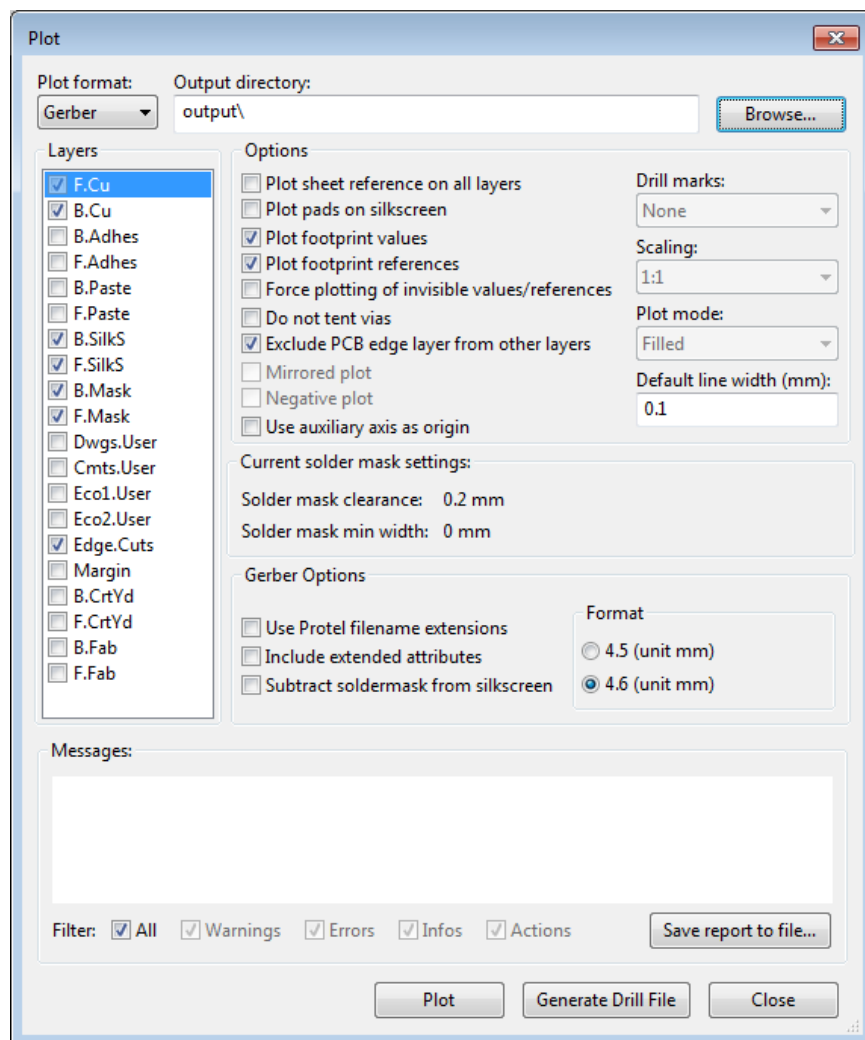 Plot
Plot format:
Output directory:
Gerber
output\
Browse...
Layers
F.Cu
B.Cu
B.Adhes
F.Adhes
B.Paste
F.Paste
B.SilkS
F.SilkS
B.Mask
F.Mask
Dwgs.User
Cmts.User
Eco1.User
Eco2.User
Edge.Cuts
Margin
B.CrtYd
F.CrtYd
B.Fab
F.Fab
Options
Plot sheet reference on all layers
Plot pads on silkscreen
Plot footprint values
Plot footprint references
Force plotting of invisible values/references
Do not tent vias
Exclude PCB edge layer from other layers
Mirrored plot
Negative plot
Use auxiliary axis as origin
Drill marks:
None
Scaling:
1:1
Plot mode:
Filled
Default line width (mm):
0.1
Current solder mask settings:
Solder mask clearance: 0.2 mm
Solder mask min width: 0 mm
Gerber Options
Use Protel filename extensions
Include extended attributes
Subtract soldermask from silkscreen
Format
4.5 (unit mm)
4.6 (unit mm)
Messages:
Filter: All Warnings Errors Infos Actions
Save report to file...
Plot
Generate Drill File
Close